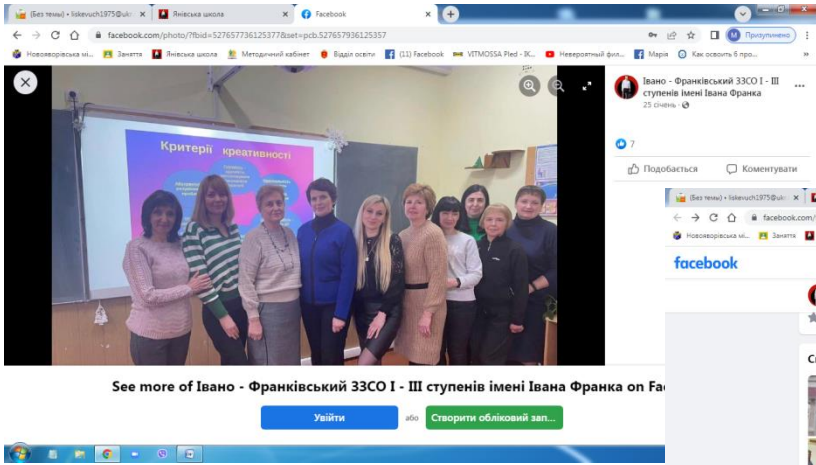 (Без темы) • liskevuch1975@uk
Янівська школа
Facebook
facebook.com/photo/?fbid=527657736125377&set=pcb.527657936125357
Призупинено
Новояворівська мі...
Заняття
Янівська школа
Методичний кабінет
Відділ освіти
(11) Facebook
VITMOSSA Pled - IK...
Невероятный фил...
Марія
Как освоить 6 про...
Критерії креативності
Івано - Франківський ЗЗСО І - ІІІ
ступенів імені Івана Франка
25 січень
7
Подобається
Коментувати
See more of Івано - Франківський ЗЗСО І - ІІІ ступенів імені Івана Франка on Fa
Увійти
або
Створити обліковий зап...
(Без темы) • liskevuch1975@uk
facebook.com/
Новояворівська мі...
Заняття
facebook